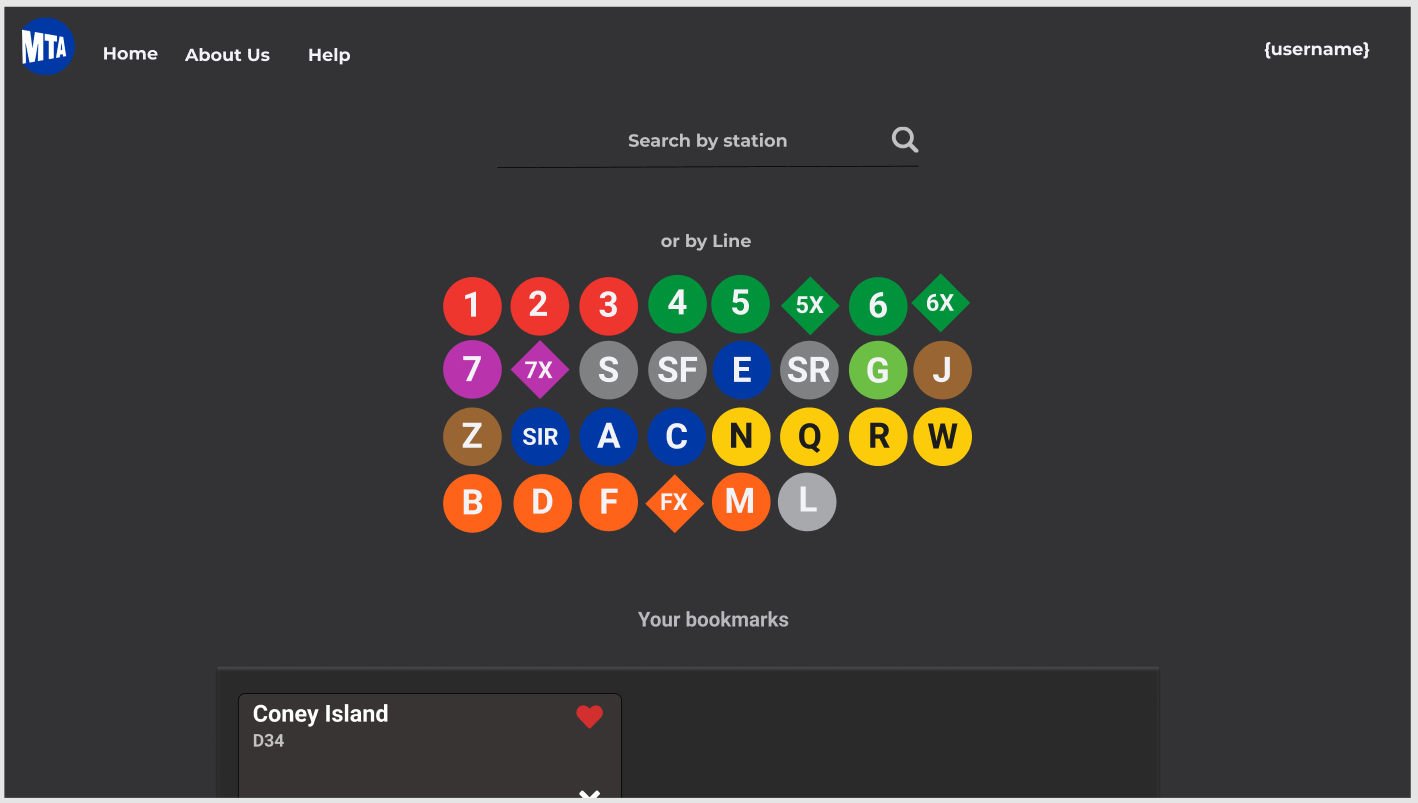 MTA Home About Us Help {username}
Search by station
or by Line
1 2 3 4 5 5X 6 6X
7 7X S SF E SR G J
Z SIR A C N Q R W
B D F FX M L
Your bookmarks
Coney Island
D34